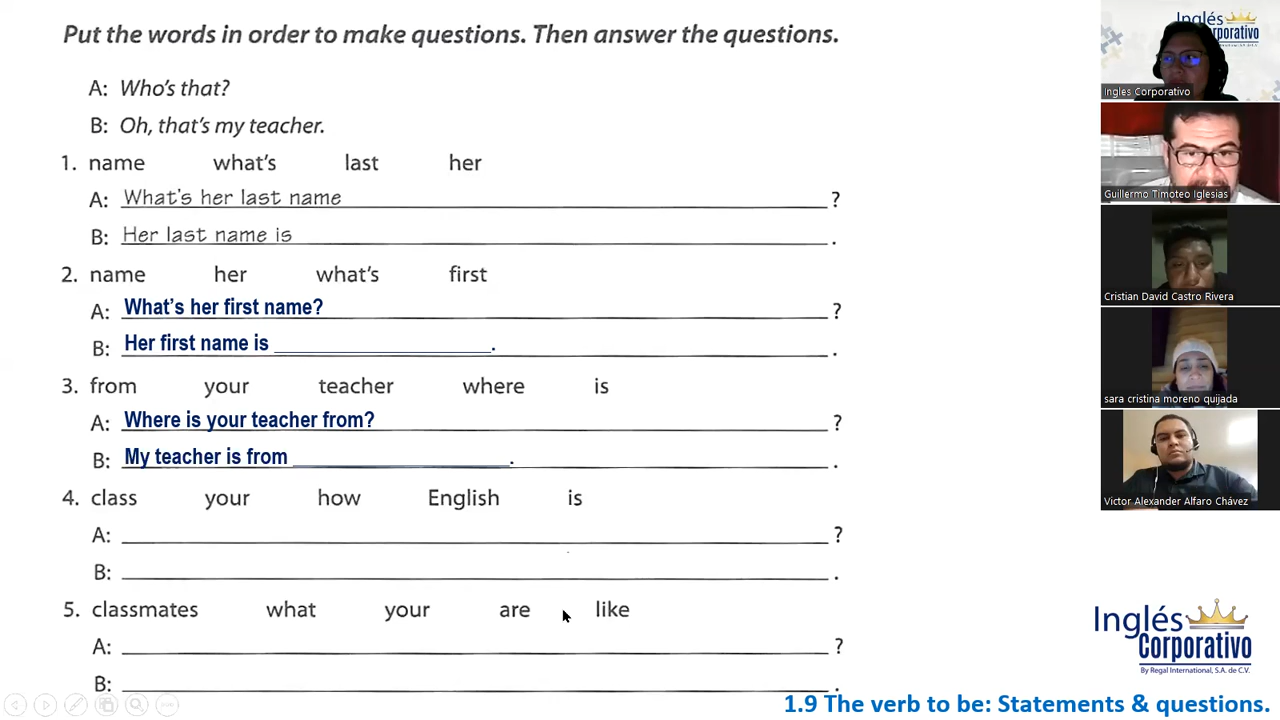 Put the words in order to make questions. Then answer the questions.
A: Who's that?
B: Oh, that's my teacher.
1. name what's last her
A: What's her last name ?
B: Her last name is .
2. name her what's first
A: What's her first name? ?
B: Her first name is ____________________. .
3. from your teacher where is
A: Where is your teacher from? ?
B: My teacher is from ____________________. .
4. class your how English is
A: ?
B: .
5. classmates what your are like
A: ?
B: .
1.9 The verb to be: Statements & questions.
Inglés
Corporativo
Ingles Corporativo
Guillermo Timoteo Iglesias
Cristian David Castro Rivera
sara cristina moreno quijada
Victor Alexander Alfaro Chávez
Inglés
Corporativo
By Regal International, S.A. de C.V.